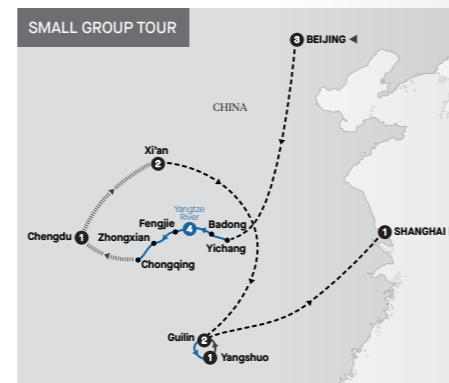 SMALL GROUP TOUR
3 BEIJING
CHINA
Xi'an
2
Yangtze
River
Fengjie 4 Badong
Chengdu 1 Zhongxian
Yichang
Chongqing
1 SHANGHAI
Guilin 2
1 Yangshuo